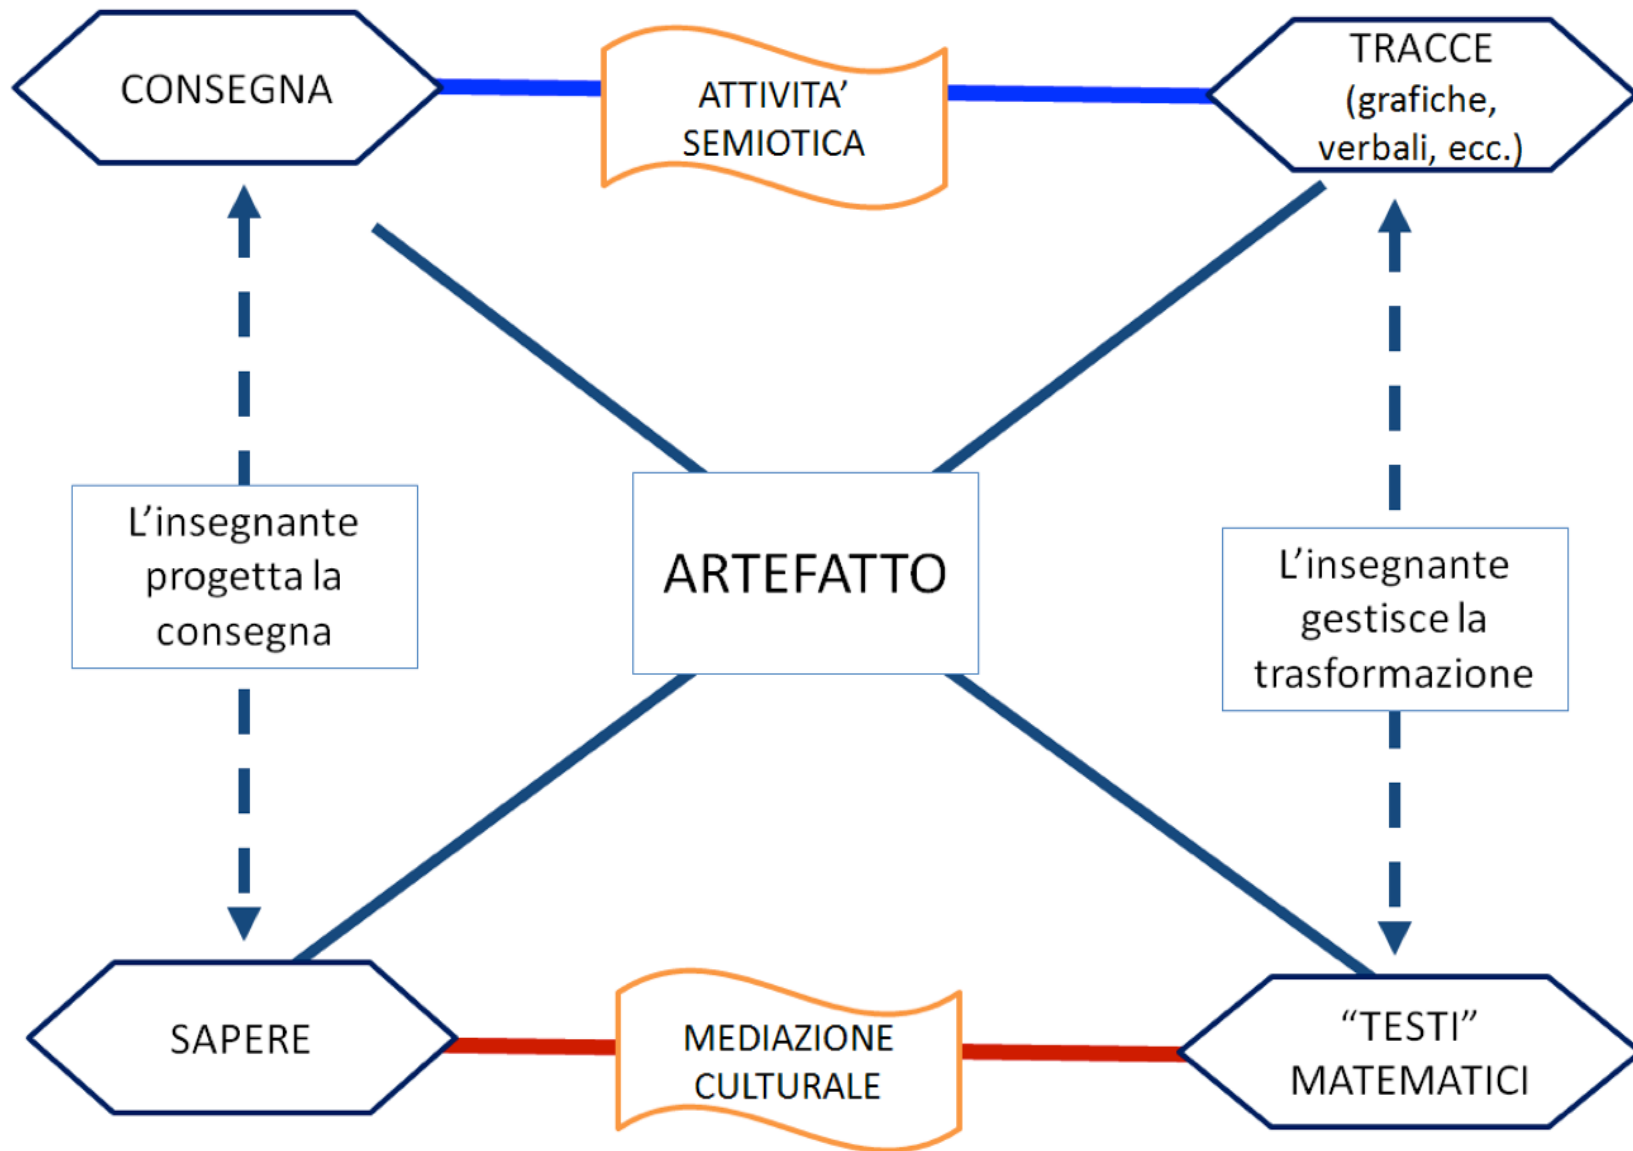 CONSEGNA
ATTIVITA’
SEMIOTICA
TRACCE
(grafiche,
verbali, ecc.)
L’insegnante
progetta la
consegna
ARTEFATTO
L’insegnante
gestisce la
trasformazione
SAPERE
MEDIAZIONE
CULTURALE
“TESTI”
MATEMATICI